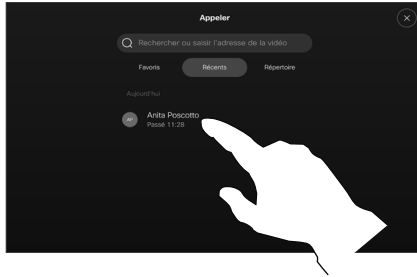 Appeler
Rechercher ou saisir l'adresse de la vidéo
Favoris
Récents
Répertoire
Aujourd'hui
AP
Anita Poscotto
Passé 11:28